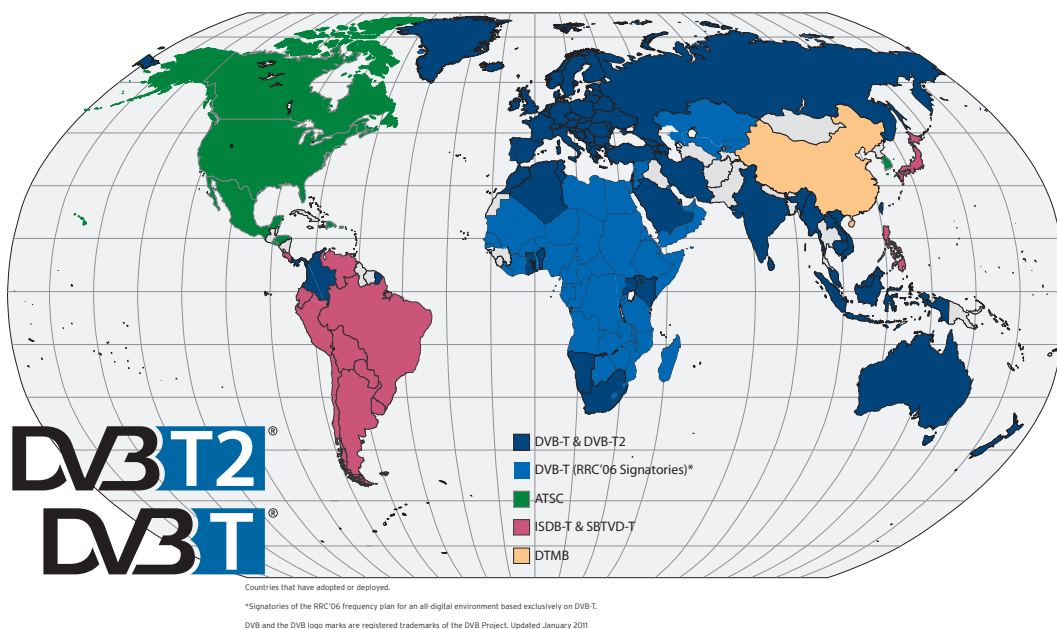 DVB T2®
DVB T®
DVB-T & DVB-T2
DVB-T (RRC'06 Signatories)*
ATSC
ISDB-T & SBTVD-T
DTMB
Countries that have adopted or deployed.
*Signatories of the RRC'06 frequency plan for an all-digital environment based exclusively on DVB-T.
DVB and the DVB logo marks are registered trademarks of the DVB Project. Updated January 2011